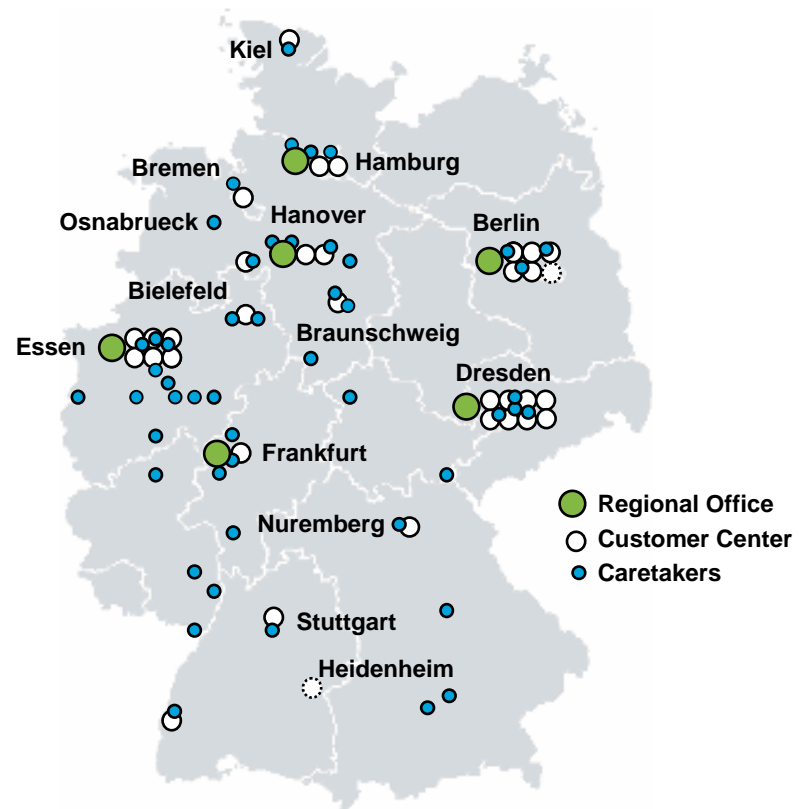 Kiel
Hamburg
Bremen
Osnabrueck
Hanover
Berlin
Bielefeld
Braunschweig
Essen
Dresden
Frankfurt
Regional Office
Nuremberg
Customer Center
Caretakers
Stuttgart
Heidenheim